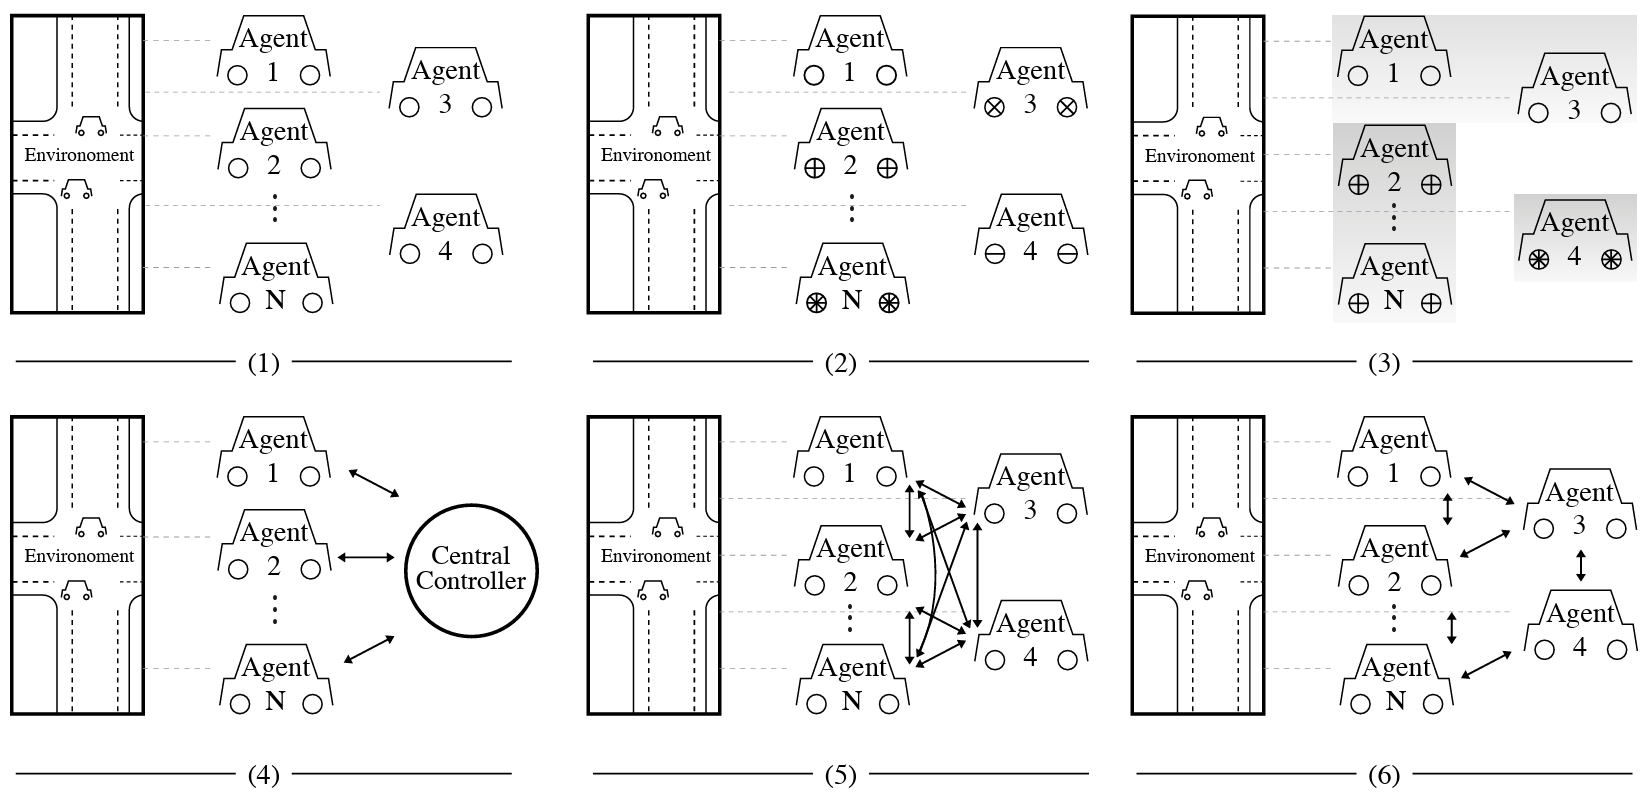 Environoment
Agent
1
Agent
3
Agent
2
Agent
4
Agent
N
(1)
Environoment
Agent
1
Agent
3
Agent
2
Agent
4
Agent
N
(2)
Environoment
Agent
1
Agent
3
Agent
2
Agent
4
Agent
N
(3)
Environoment
Agent
1
Agent
2
Central
Controller
Agent
N
(4)
Environoment
Agent
1
Agent
3
Agent
2
Agent
4
Agent
N
(5)
Environoment
Agent
1
Agent
3
Agent
2
Agent
4
Agent
N
(6)